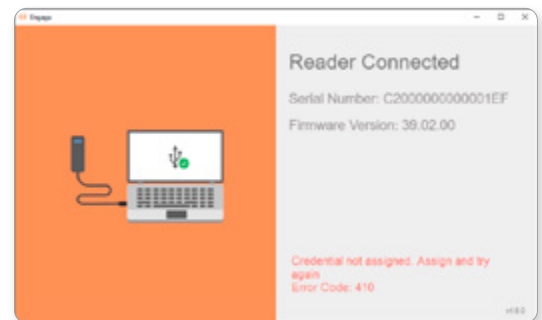 Engage
Reader Connected
Serial Number: C2000000000001EF
Firmware Version: 39.02.00
Credential not assigned. Assign and try
again
Error Code: 410